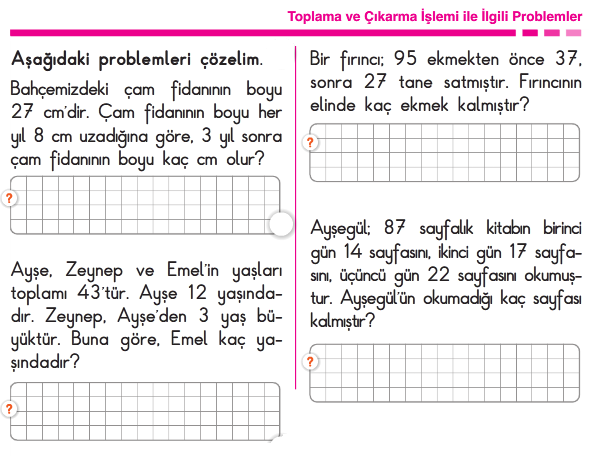 Toplama ve Çıkarma İşlemi ile İlgili Problemler
Aşağıdaki problemleri çözelim.
Bahçemizdeki çam fidanının boyu
27 cm'dir. Çam fidanının boyu her
yıl 8 cm uzadığına göre, 3 yıl sonra
çam fidanının boyu kaç cm olur?
?
Ayşe, Zeynep ve Emel'in yaşları
toplamı 43'tür. Ayşe 12 yaşında-
dır. Zeynep, Ayşe'den 3 yaş bü-
yüktür. Buna göre, Emel kaç ya-
şındadır?
?
Bir fırıncı; 95 ekmekten önce 37,
sonra 27 tane satmıştır. Fırıncının
elinde kaç ekmek kalmıştır?
?
Ayşegül; 87 sayfalık kitabın birinci
gün 14 sayfasını, ikinci gün 17 sayfa-
sını, üçüncü gün 22 sayfasını okumuş-
tur. Ayşegül'ün okumadığı kaç sayfası
kalmıştır?
?